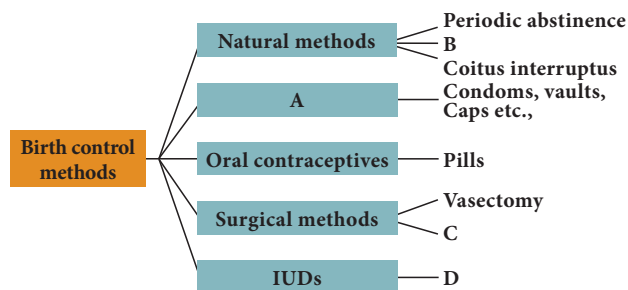 Birth control
methods
Natural methods
Periodic abstinence
B
Coitus interruptus
A
Condoms, vaults,
Caps etc.,
Oral contraceptives
Pills
Surgical methods
Vasectomy
C
IUDs
D